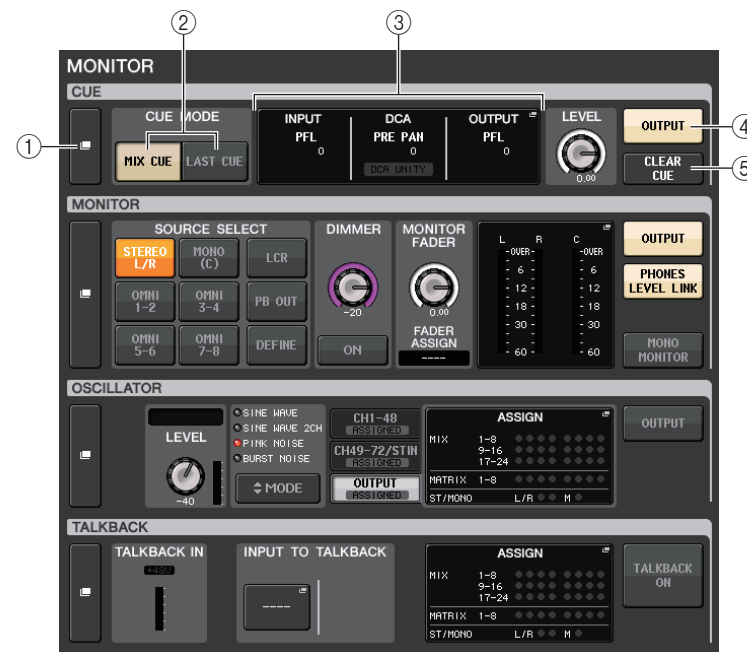 ② ③
MONITOR
CUE
CUE MODE INPUT DCA OUTPUT LEVEL OUTPUT ④
PFL PRE PAN PFL
① MIX CUE LAST CUE 0 0 0
DCA UNITY 0.00 CLEAR CUE ⑤
MONITOR
SOURCE SELECT DIMMER MONITOR FADER L R C OUTPUT
STEREO L/R MONO (C) LCR -OVER- -OVER
- 6 - - 6
OMNI 1-2 OMNI 3-4 PB OUT - 12 - - 12 PHONES LEVEL LINK
-20 0.00 - 18 - - 18
OMNI 5-6 OMNI 7-8 DEFINE ON FADER ASSIGN - 30 - - 30
---- - 60 - - 60 MONO MONITOR
OSCILLATOR
LEVEL SINE WAVE CH1-48 ASSIGN OUTPUT
SINE WAVE 2CH ASSIGNED MIX 1-8
PINK NOISE CH49-72/STIN 9-16
BURST NOISE ASSIGNED 17-24
-40 MODE OUTPUT MATRIX 1-8
ASSIGNED ST/MONO L/R M
TALKBACK
TALKBACK IN INPUT TO TALKBACK ASSIGN TALKBACK ON
+48V MIX 1-8
9-16
---- 17-24
MATRIX 1-8
ST/MONO L/R M